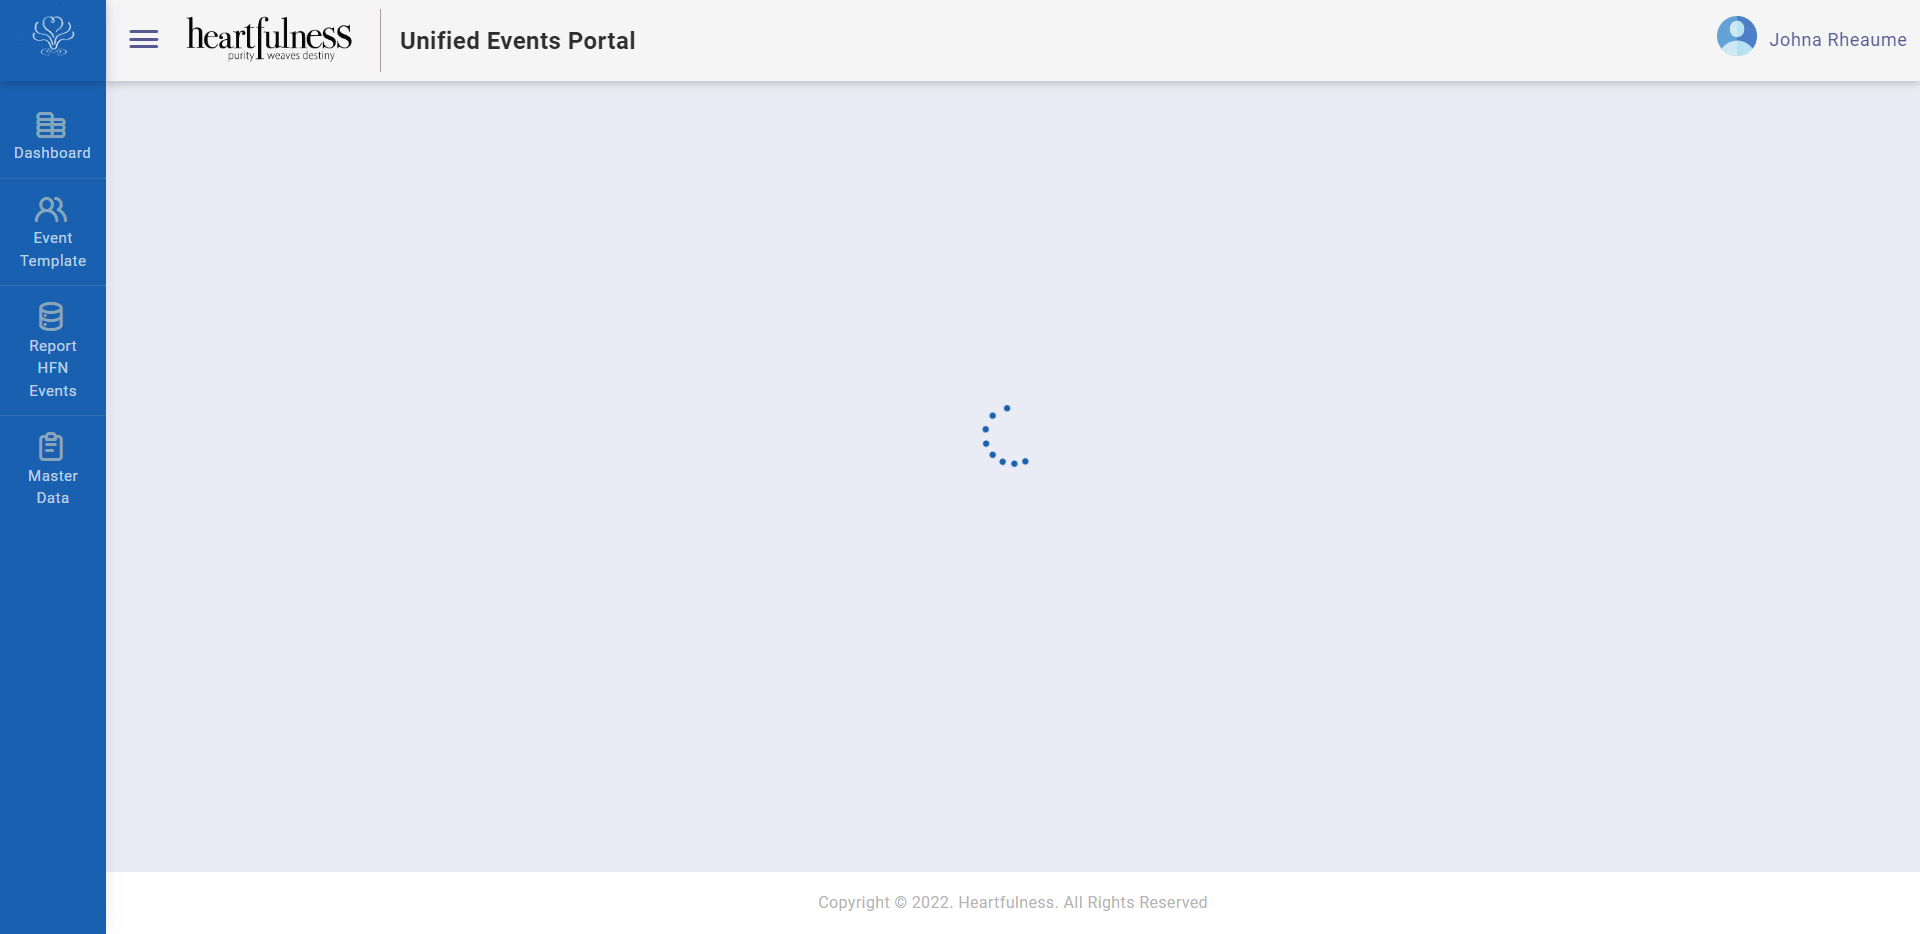 heartfulness
purity weaves destiny
Unified Events Portal
Johna Rheaume
Dashboard
Event
Template
Report
HFN
Events
Master
Data
Copyright © 2022. Heartfulness. All Rights Reserved